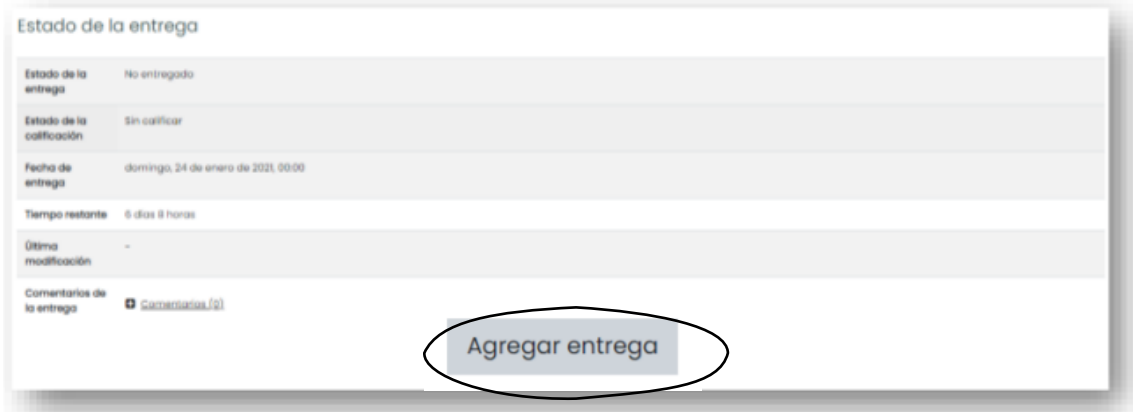 Estado de la entrega
Estado de la
entrega
No entregado
Estado de la
calificación
Sin calificar
Fecha de
entrega
domingo, 24 de enero de 2021, 00:00
Tiempo restante
6 días 8 horas
Última
modificación
-
Comentarios de
la entrega
Comentarios (0)
Agregar entrega